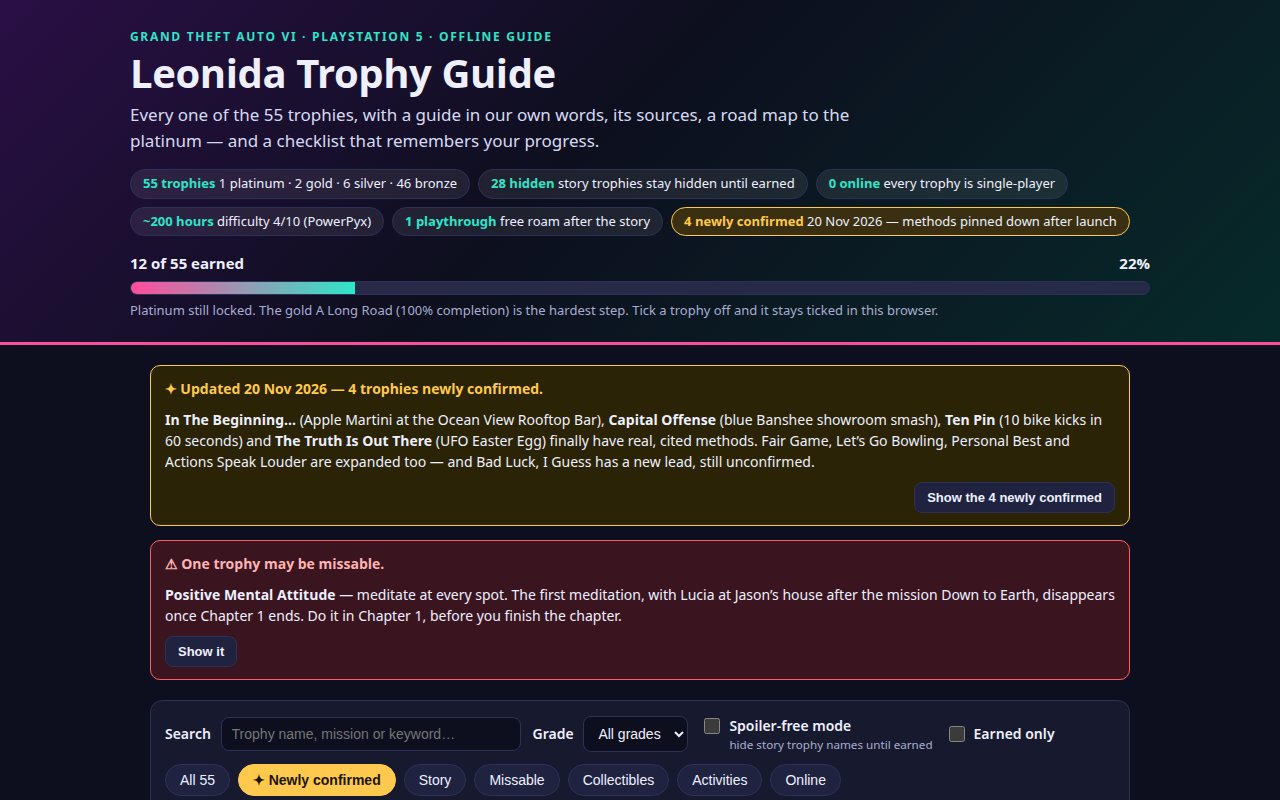 GRAND THEFT AUTO VI · PLAYSTATION 5 · OFFLINE GUIDE
Leonida Trophy Guide
Every one of the 55 trophies, with a guide in our own words, its sources, a road map to the
platinum — and a checklist that remembers your progress.
55 trophies 1 platinum · 2 gold · 6 silver · 46 bronze
28 hidden story trophies stay hidden until earned
0 online every trophy is single-player
~200 hours difficulty 4/10 (PowerPyx)
1 playthrough free roam after the story
4 newly confirmed 20 Nov 2026 — methods pinned down after launch
12 of 55 earned
22%
Platinum still locked. The gold A Long Road (100% completion) is the hardest step. Tick a trophy off and it stays ticked in this browser.
✦ Updated 20 Nov 2026 — 4 trophies newly confirmed.
In The Beginning... (Apple Martini at the Ocean View Rooftop Bar), Capital Offense (blue Banshee showroom smash), Ten Pin (10 bike kicks in
60 seconds) and The Truth Is Out There (UFO Easter Egg) finally have real, cited methods. Fair Game, Let’s Go Bowling, Personal Best and
Actions Speak Louder are expanded too — and Bad Luck, I Guess has a new lead, still unconfirmed.
Show the 4 newly confirmed
⚠ One trophy may be missable.
Positive Mental Attitude — meditate at every spot. The first meditation, with Lucia at Jason’s house after the mission Down to Earth, disappears
once Chapter 1 ends. Do it in Chapter 1, before you finish the chapter.
Show it
Search
Trophy name, mission or keyword…
Grade
All grades
Spoiler-free mode
hide story trophy names until earned
Earned only
All 55
✦ Newly confirmed
Story
Missable
Collectibles
Activities
Online